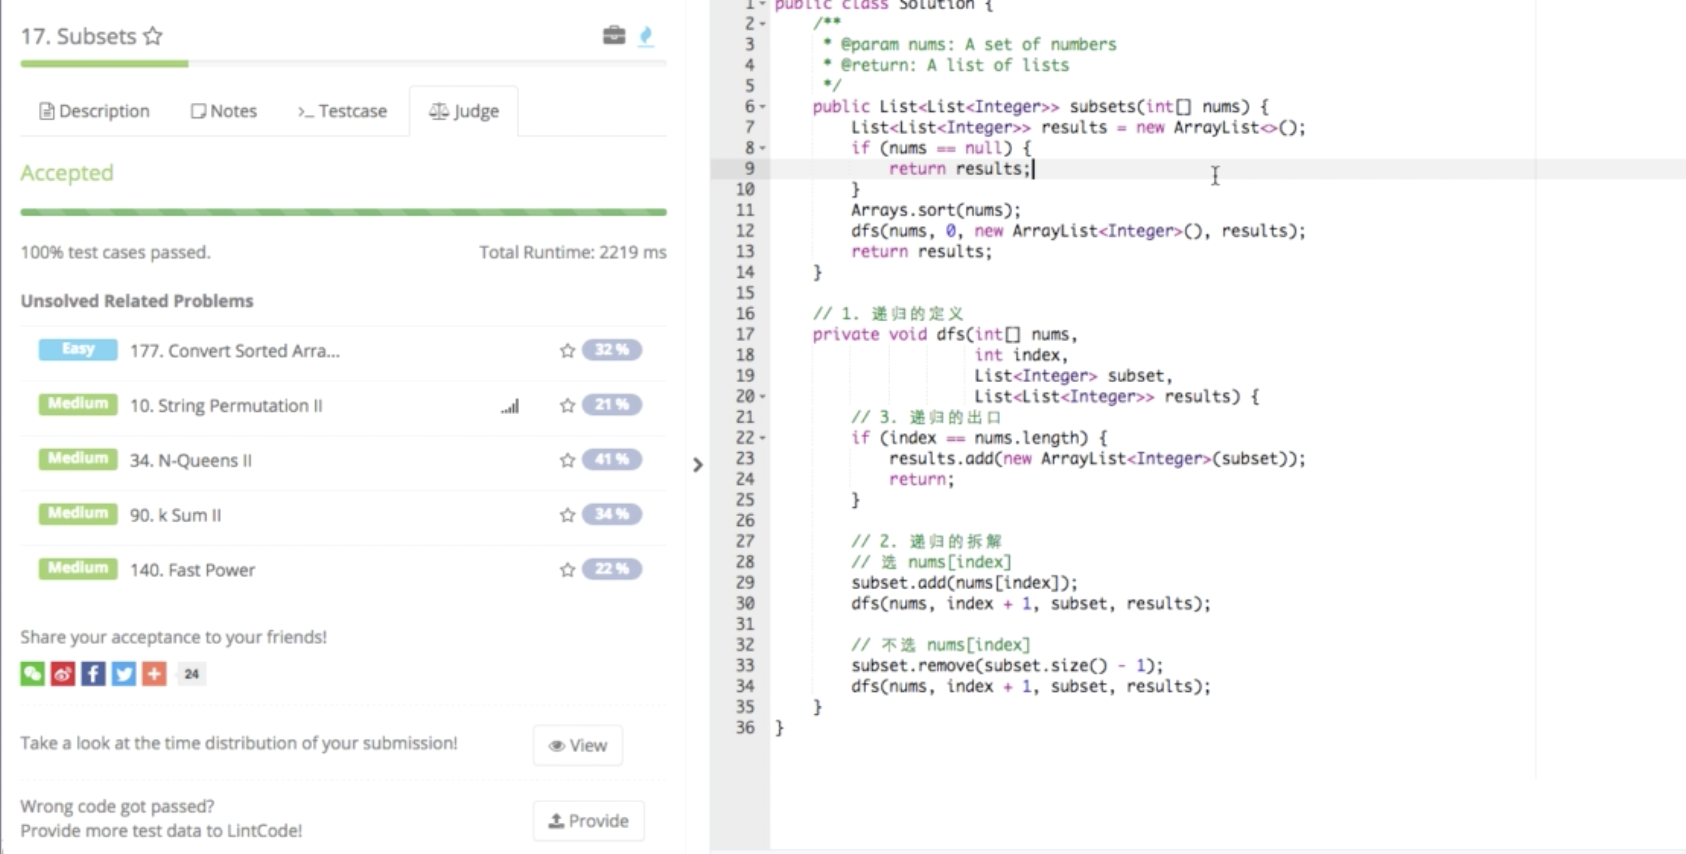 17. Subsets
Description
Notes
>_ Testcase
Judge
Accepted
100% test cases passed.
Total Runtime: 2219 ms
Unsolved Related Problems
Easy 177. Convert Sorted Arra... 32 %
Medium 10. String Permutation II 21 %
Medium 34. N-Queens II 41 %
Medium 90. k Sum II 34 %
Medium 140. Fast Power 22 %
Share your acceptance to your friends!
24
Take a look at the time distribution of your submission!
View
Wrong code got passed?
Provide more test data to LintCode!
Provide
1 public class Solution {
2 /**
3 * @param nums: A set of numbers
4 * @return: A list of lists
5 */
6 public List<List<Integer>> subsets(int[] nums) {
7 List<List<Integer>> results = new ArrayList<>();
8 if (nums == null) {
9 return results;
10 }
11 Arrays.sort(nums);
12 dfs(nums, 0, new ArrayList<Integer>(), results);
13 return results;
14 }
15
16 // 1. 递归的定义
17 private void dfs(int[] nums,
18 int index,
19 List<Integer> subset,
20 List<List<Integer>> results) {
21 // 3. 递归的出口
22 if (index == nums.length) {
23 results.add(new ArrayList<Integer>(subset));
24 return;
25 }
26
27 // 2. 递归的拆解
28 // 选 nums[index]
29 subset.add(nums[index]);
30 dfs(nums, index + 1, subset, results);
31
32 // 不选 nums[index]
33 subset.remove(subset.size() - 1);
34 dfs(nums, index + 1, subset, results);
35 }
36 }